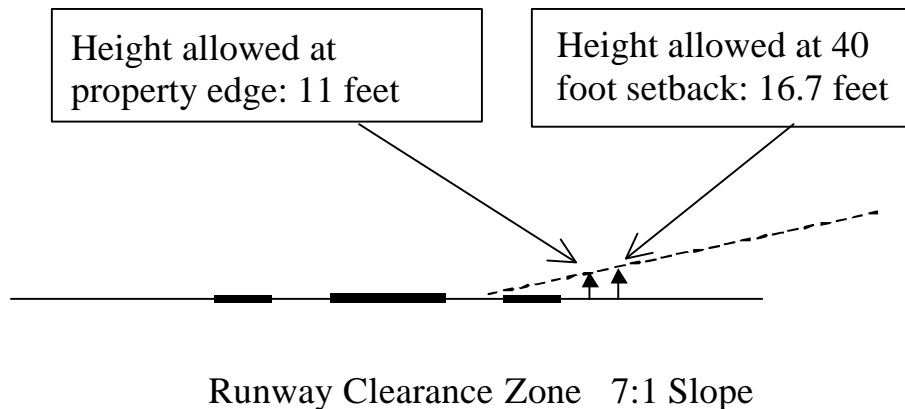 Height allowed at
property edge: 11 feet
Height allowed at 40
foot setback: 16.7 feet
Runway Clearance Zone 7:1 Slope